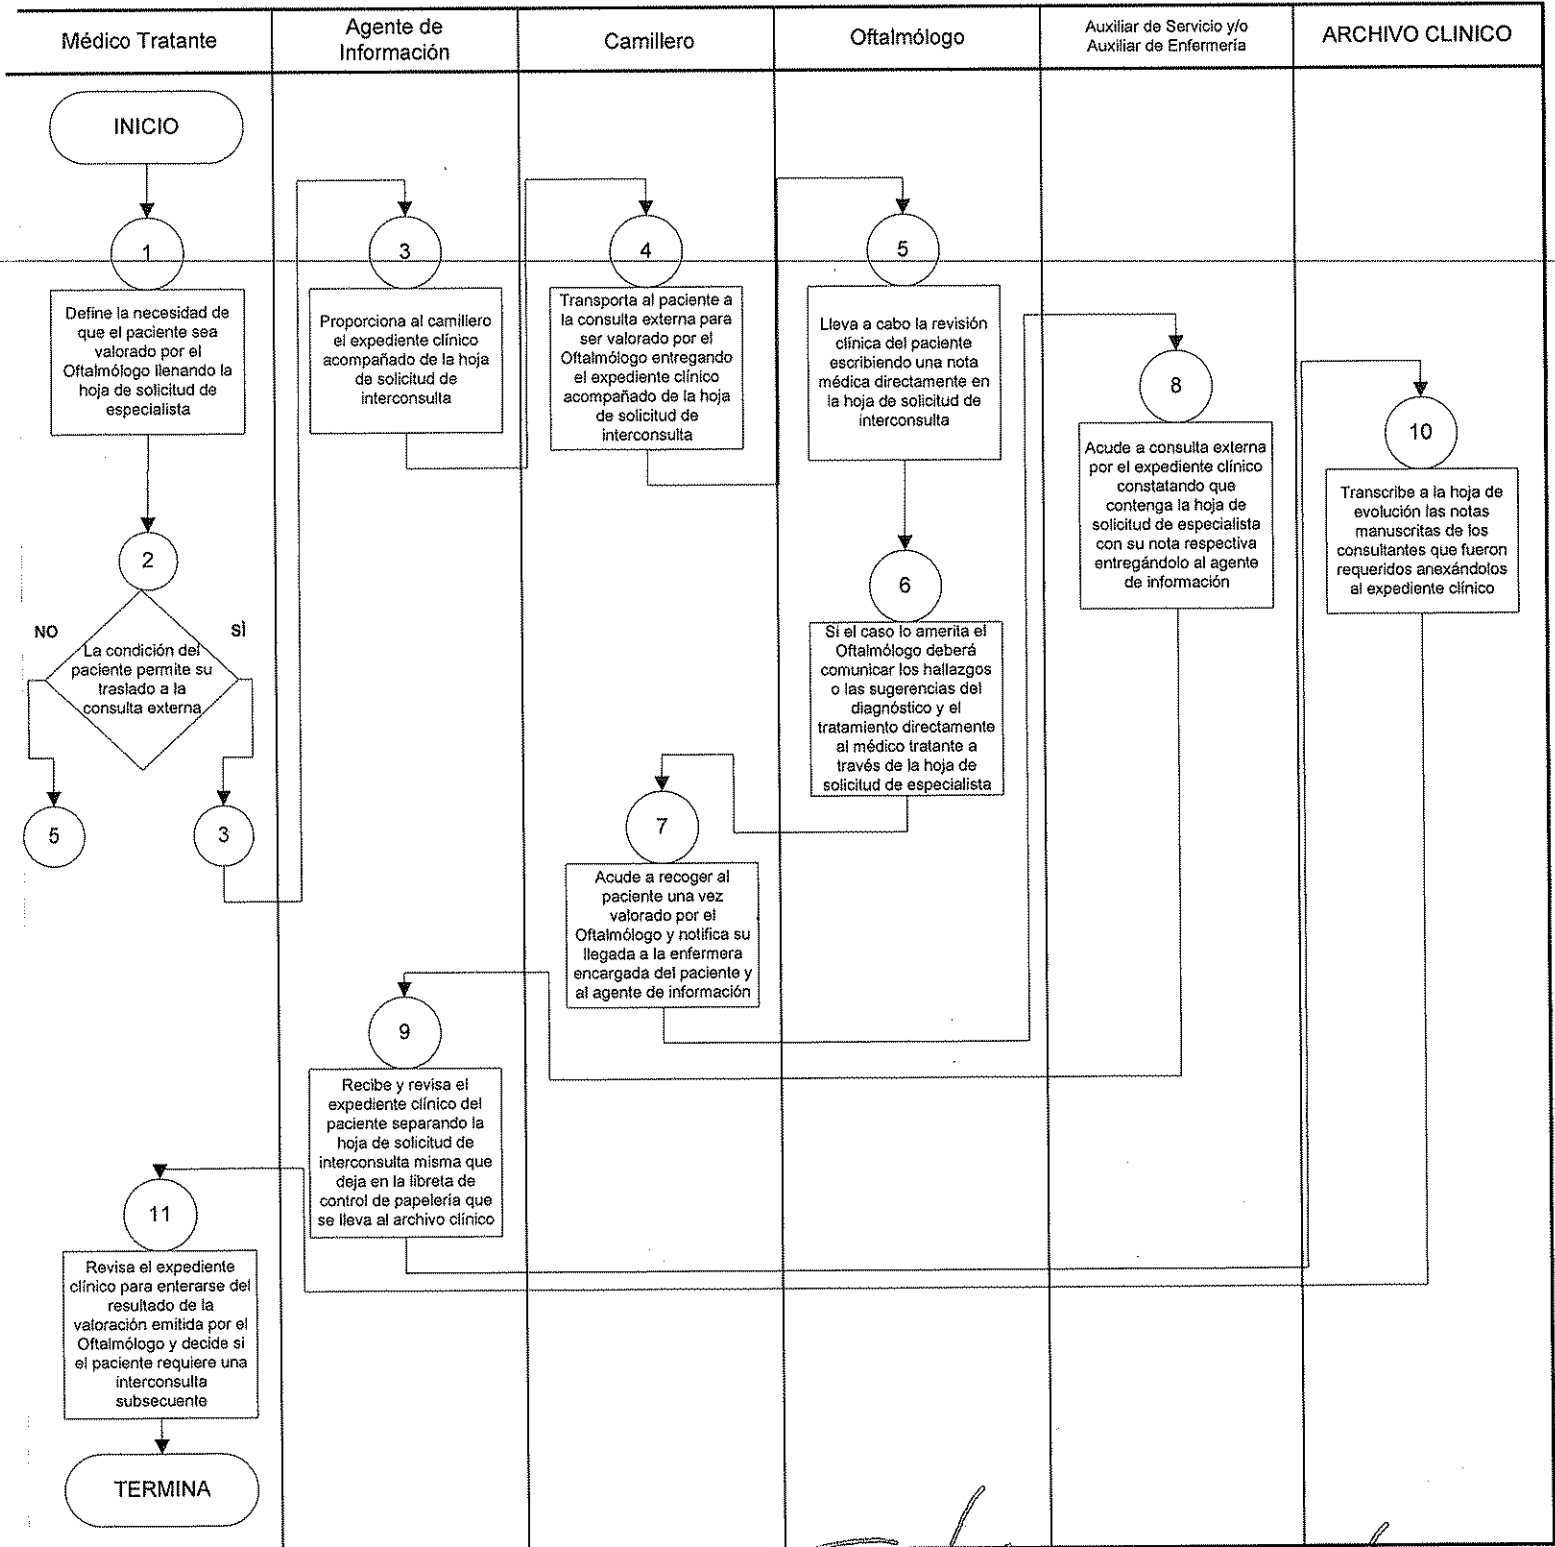 Médico Tratante
Agente de
Información
Camillero
Oftalmólogo
Auxiliar de Servicio y/o
Auxiliar de Enfermería
ARCHIVO CLINICO
INICIO
1
Define la necesidad de
que el paciente sea
valorado por el
Oftalmólogo llenando la
hoja de solicitud de
especialista
2
NO
SÌ
La condición del
paciente permite su
traslado a la
consulta externa
5
3
3
Proporciona al camillero
el expediente clínico
acompañado de la hoja
de solicitud de
interconsulta
4
Transporta al paciente a
la consulta externa para
ser valorado por el
Oftalmólogo entregando
el expediente clínico
acompañado de la hoja
de solicitud de
interconsulta
5
Lleva a cabo la revisión
clínica del paciente
escribiendo una nota
médica directamente en
la hoja de solicitud de
interconsulta
6
Si el caso lo amerita el
Oftalmólogo deberá
comunicar los hallazgos
o las sugerencias del
diagnóstico y el
tratamiento directamente
al médico tratante a
través de la hoja de
solicitud de especialista
7
Acude a recoger al
paciente una vez
valorado por el
Oftalmólogo y notifica su
llegada a la enfermera
encargada del paciente y
al agente de información
8
Acude a consulta externa
por el expediente clínico
constatando que
contenga la hoja de
solicitud de especialista
con su nota respectiva
entregándolo al agente
de información
9
Recibe y revisa el
expediente clínico del
paciente separando la
hoja de solicitud de
interconsulta misma que
deja en la libreta de
control de papelería que
se lleva al archivo clínico
10
Transcribe a la hoja de
evolución las notas
manuscritas de los
consultantes que fueron
requeridos anexándolos
al expediente clínico
11
Revisa el expediente
clínico para enterarse del
resultado de la
valoración emitida por el
Oftalmólogo y decide si
el paciente requiere una
interconsulta
subsecuente
TERMINA